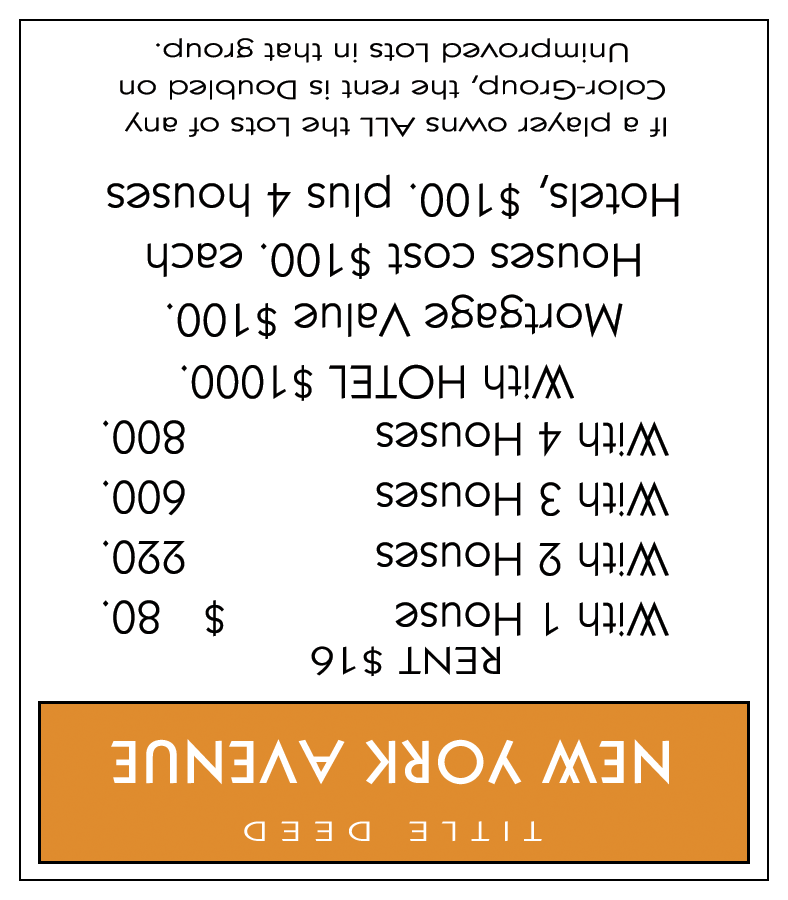 TITLE DEED
NEW YORK AVENUE
RENT $16
With 1 House $ 80.
With 2 Houses 220.
With 3 Houses 600.
With 4 Houses 800.
With HOTEL $1000.
Mortgage Value $100.
Houses cost $100. each
Hotels, $100. plus 4 houses
If a player owns ALL the Lots of any
Color-Group, the rent is Doubled on
Unimproved Lots in that group.